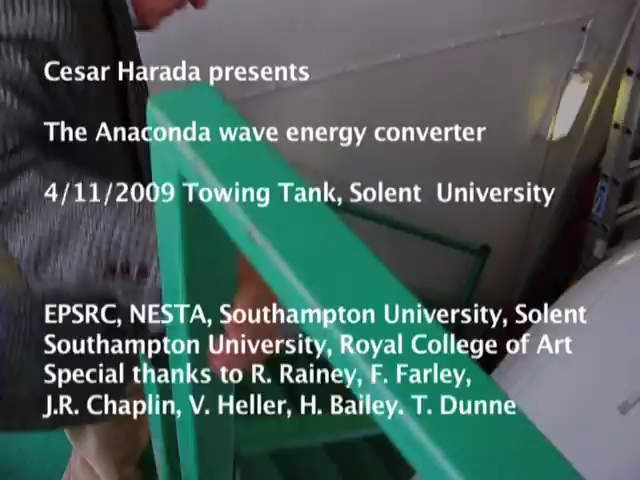 Cesar Harada presents
The Anaconda wave energy converter
4/11/2009 Towing Tank, Solent University
EPSRC, NESTA, Southampton University, Solent
Southampton University, Royal College of Art
Special thanks to R. Rainey, F. Farley,
J.R. Chaplin, V. Heller, H. Bailey. T. Dunne